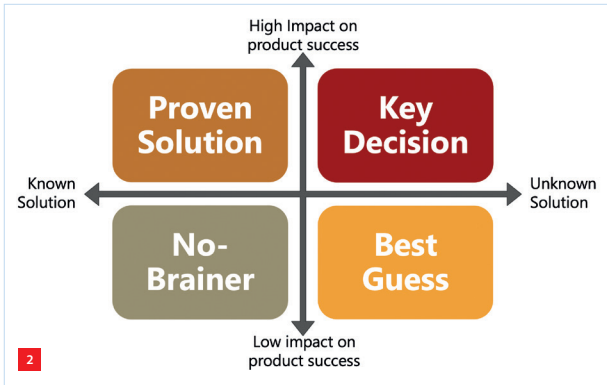 High Impact on
product success
Proven
Solution
Key
Decision
Known
Solution
Unknown
Solution
No-
Brainer
Best
Guess
Low impact on
product success
2